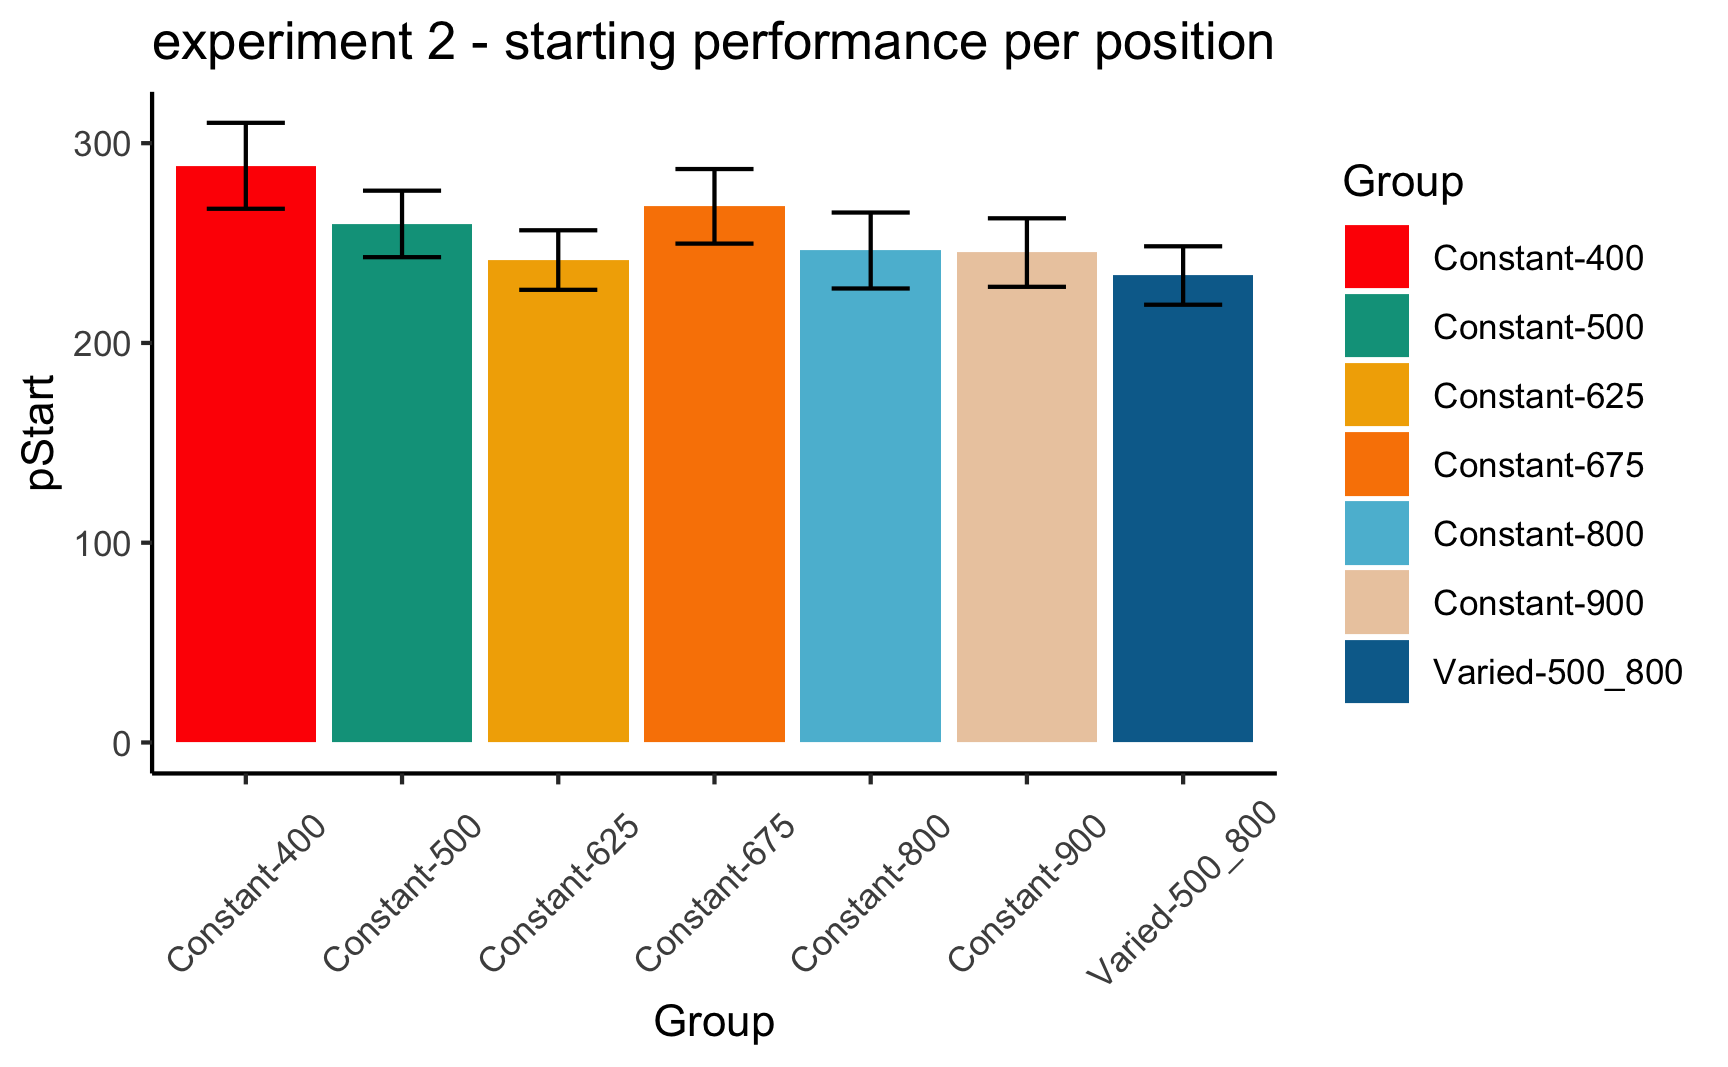 experiment 2 - starting performance per position
300
200
100
0
pStart
Constant-400
Constant-500
Constant-625
Constant-675
Constant-800
Constant-900
Varied-500_800
Group
Group
Constant-400
Constant-500
Constant-625
Constant-675
Constant-800
Constant-900
Varied-500_800